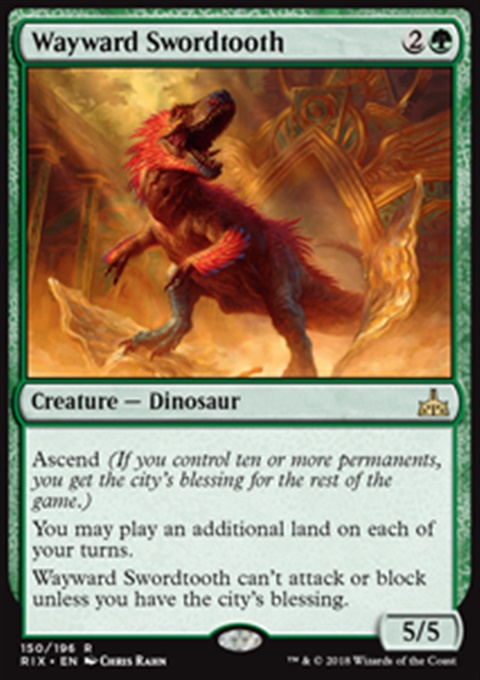 Wayward Swordtooth 2
Creature — Dinosaur
Ascend (If you control ten or more permanents,
you get the city's blessing for the rest of the
game.)
You may play an additional land on each of
your turns.
Wayward Swordtooth can't attack or block
unless you have the city's blessing.
5/5
150/196 R
RIX • EN Chris Rahn
™ & © 2018 Wizards of the Coast